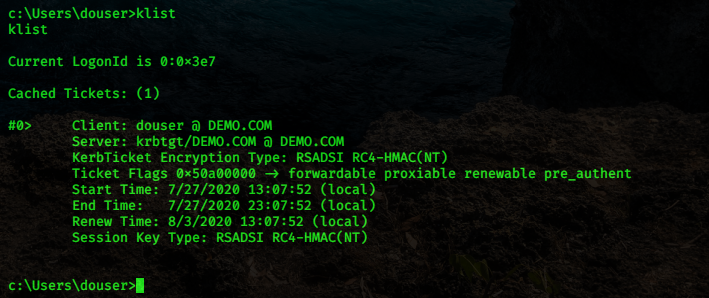 c:\Users\douser>klist
klist
Current LogonId is 0:0×3e7
Cached Tickets: (1)
#0> Client: douser @ DEMO.COM
Server: krbtgt/DEMO.COM @ DEMO.COM
KerbTicket Encryption Type: RSADSI RC4-HMAC(NT)
Ticket Flags 0×50a00000 → forwardable proxiable renewable pre_authent
Start Time: 7/27/2020 13:07:52 (local)
End Time: 7/27/2020 23:07:52 (local)
Renew Time: 8/3/2020 13:07:52 (local)
Session Key Type: RSADSI RC4-HMAC(NT)
c:\Users\douser>